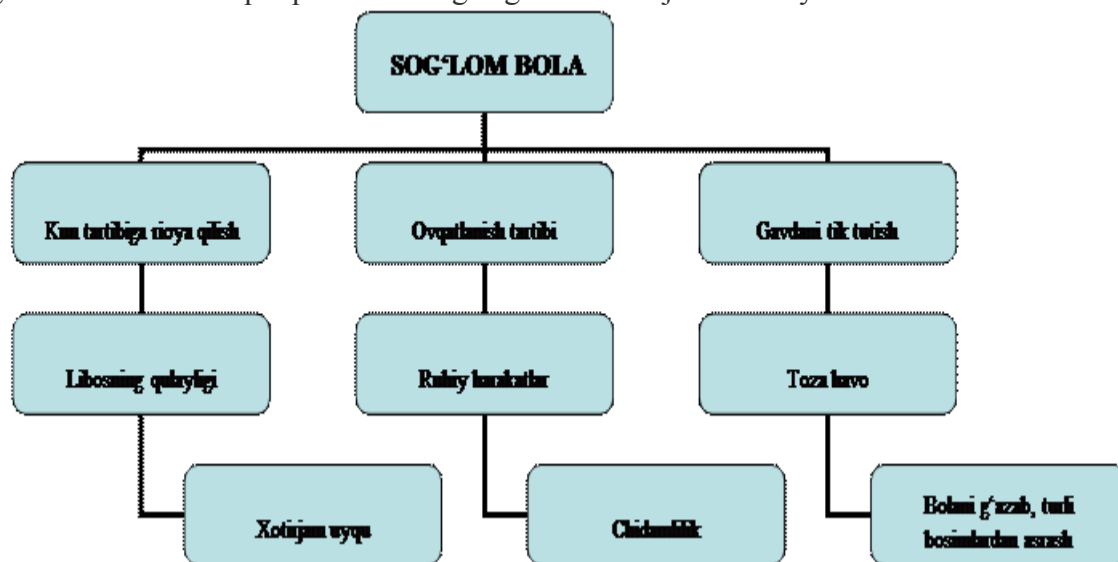 SOG‘LOM BOLA
Kun tartibiga rioya qilish
Ovqatlanish tartibi
Gavdani tik tutish
Libosning qulayligi
Ruhiy harakatlar
Toza havo
Xotirjam uyqu
Chidamlilik
Bolani g‘azab, turli
bosimlardan asrash